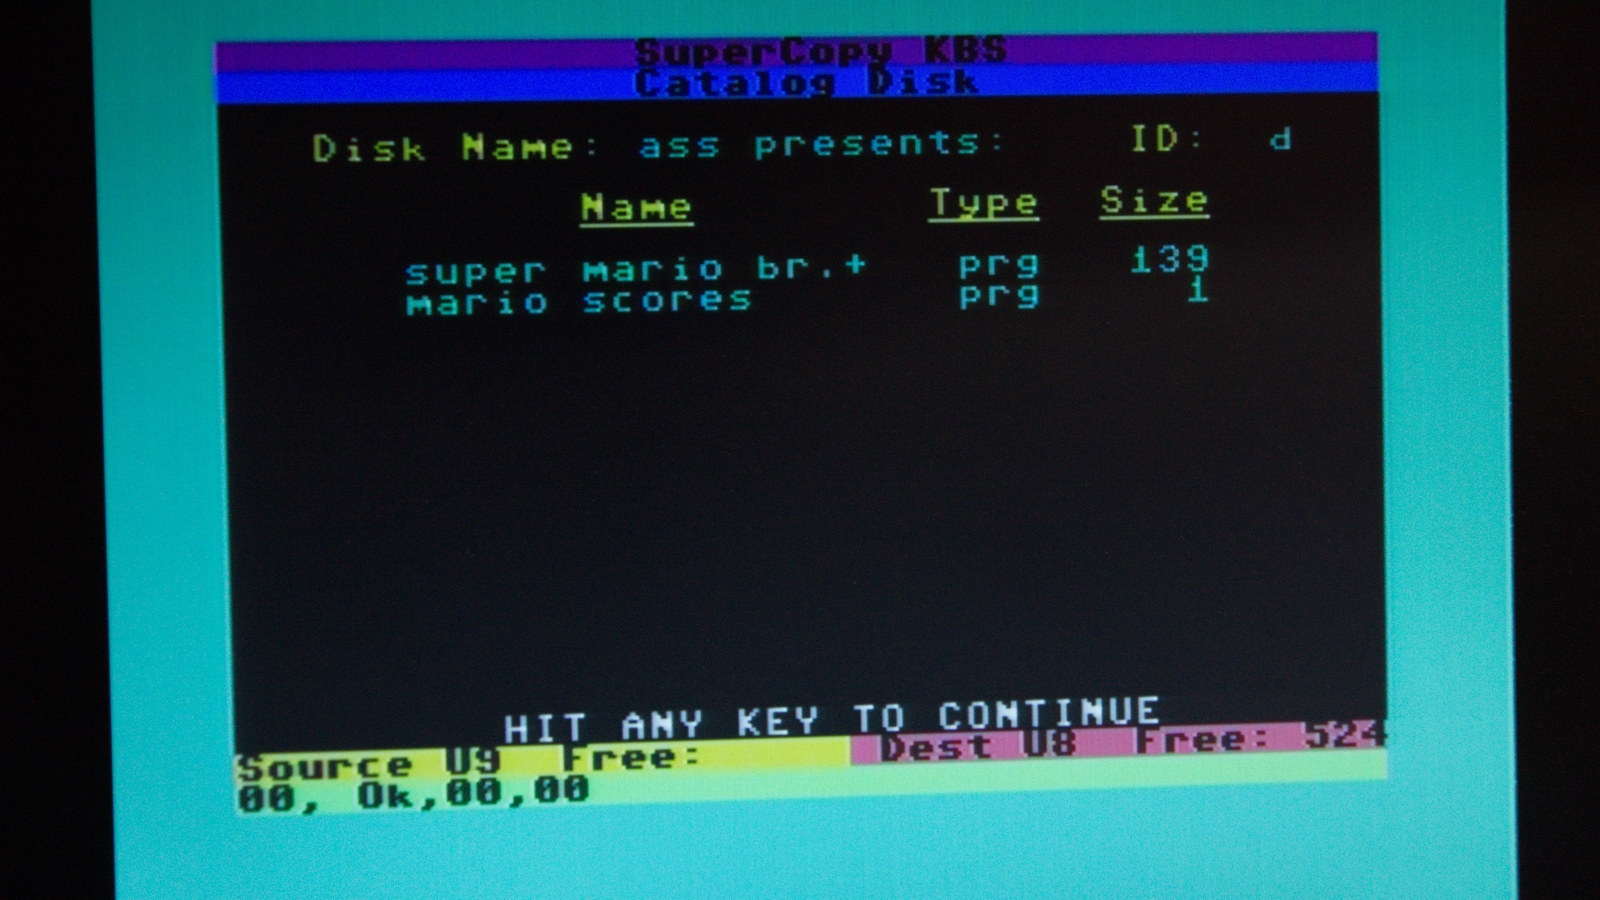 SuperCopy KBS
Catalog Disk
Disk Name: ass presents: ID: d
Name Type Size
super mario br.+ prg 139
mario scores prg 1
HIT ANY KEY TO CONTINUE
Source U9 Free: Dest U8 Free: 524
00, Ok,00,00